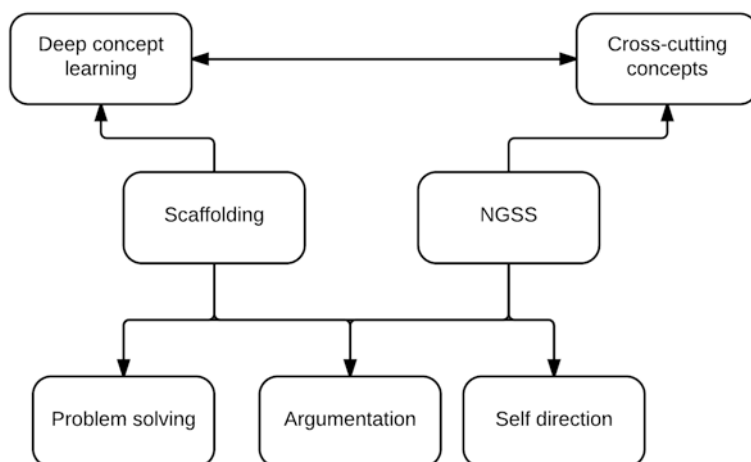 Deep concept
learning
Cross-cutting
concepts
Scaffolding
NGSS
Problem solving
Argumentation
Self direction